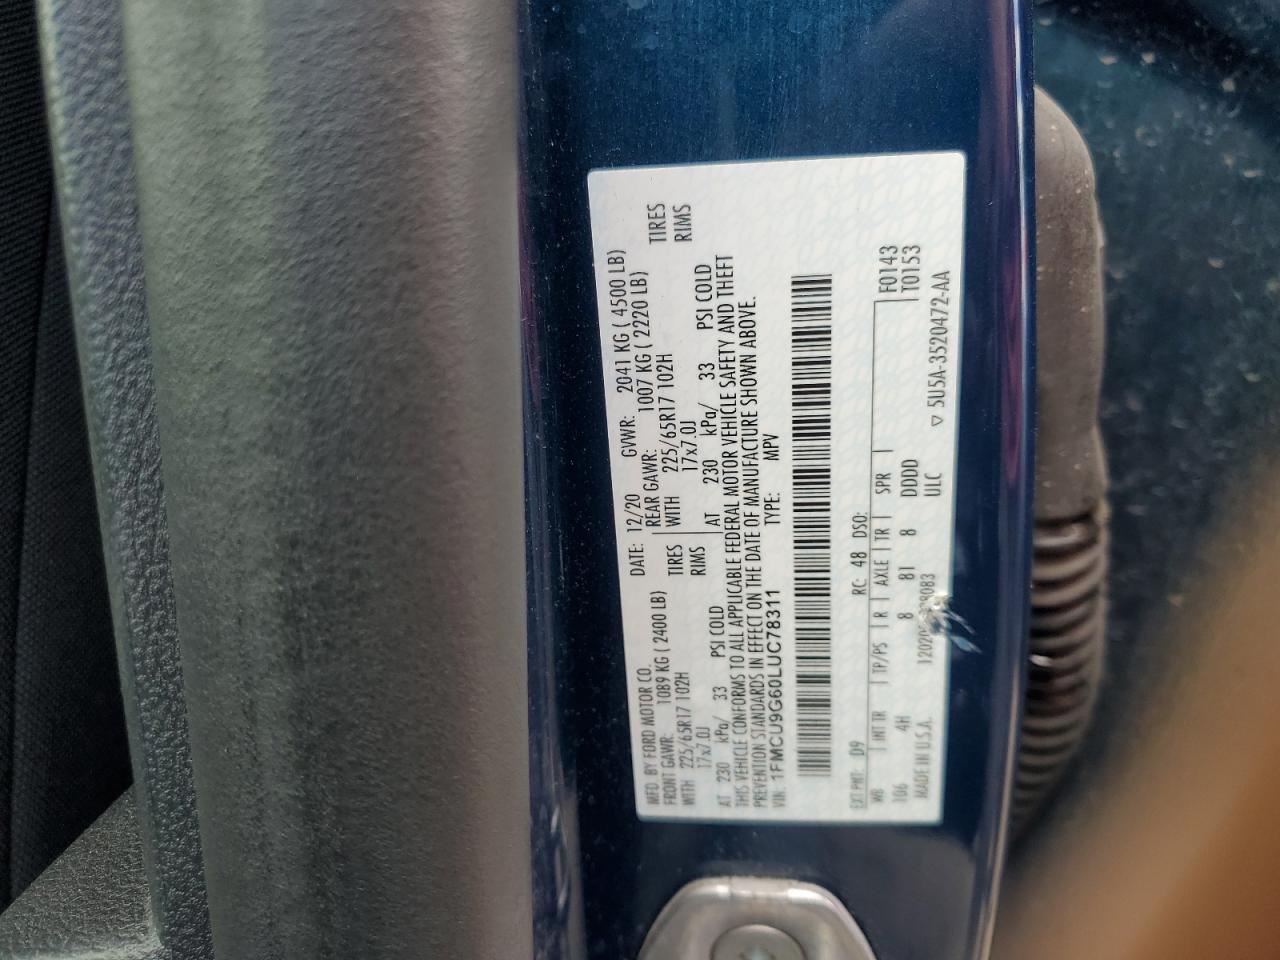 MFD. BY FORD MOTOR CO. DATE: 12/20 GVWR: 2041 KG ( 4500 LB)
FRONT GAWR: 1089 KG ( 2400 LB) REAR GAWR: 1007 KG ( 2220 LB)
WITH 225/65R17 102H TIRES WITH 225/65R17 102H TIRES
17x7.0J RIMS 17x7.0J RIMS
AT 230 kPa/ 33 PSI COLD AT 230 kPa/ 33 PSI COLD
THIS VEHICLE CONFORMS TO ALL APPLICABLE FEDERAL MOTOR VEHICLE SAFETY AND THEFT
PREVENTION STANDARDS IN EFFECT ON THE DATE OF MANUFACTURE SHOWN ABOVE.
VIN: 1FMCU9G60LUC78311 TYPE: MPV
EXT PNT: D9 RC: 48 DSO:
WB INT TR TP/PS R AXLE TR SPR F0143
106 4H 8 81 8 DDDD T0153
MADE IN U.S.A. ULC
▽ 5U5A-3520472-AA